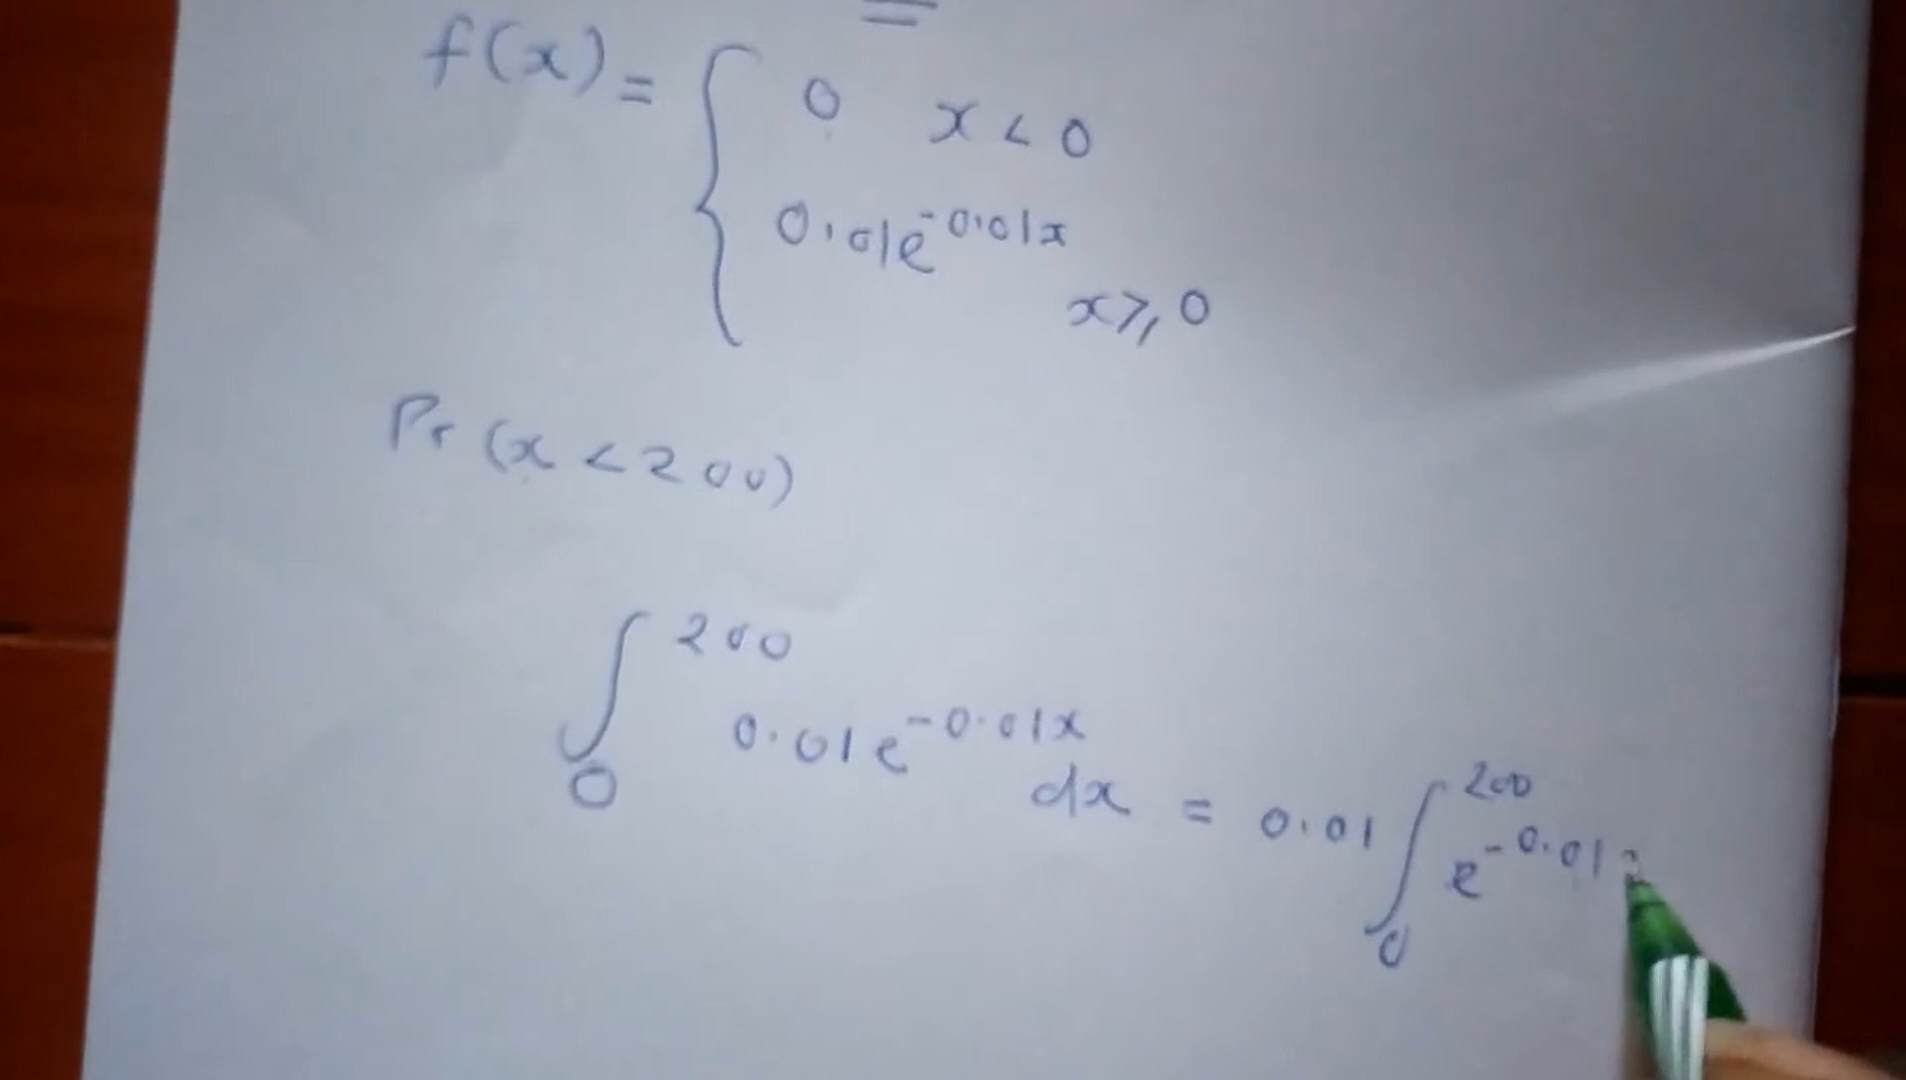 f(x) = { 0 x < 0
0.01e^-0.01x
x ⩾ 0
Pr (x < 200)
∫_0^200 0.01e^-0.01x dx = 0.01 ∫_0^200 e^-0.01